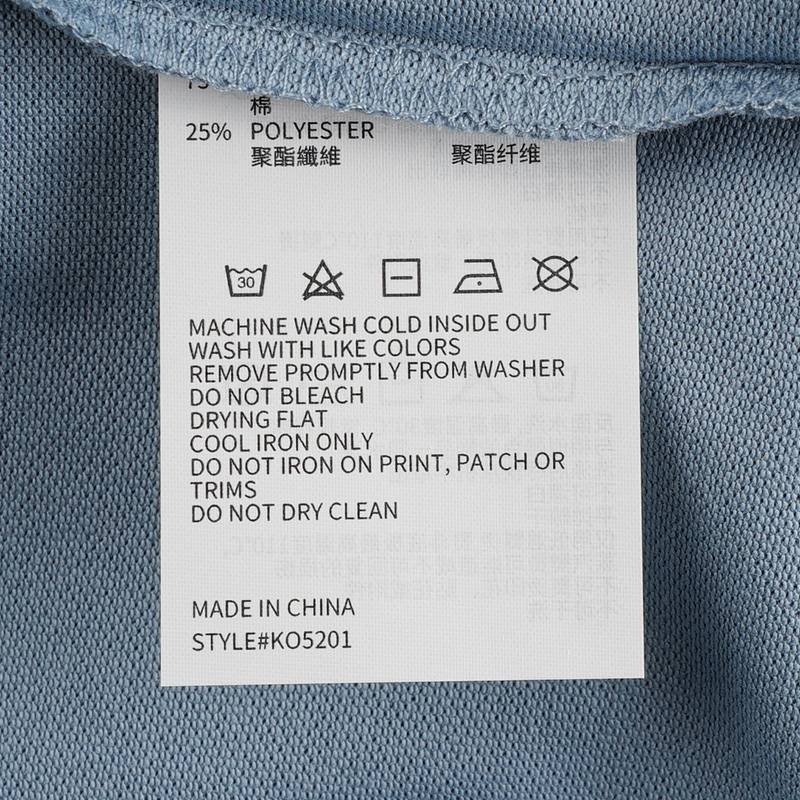 棉
25% POLYESTER
聚酯纖維 聚酯纤维
30
MACHINE WASH COLD INSIDE OUT
WASH WITH LIKE COLORS
REMOVE PROMPTLY FROM WASHER
DO NOT BLEACH
DRYING FLAT
COOL IRON ONLY
DO NOT IRON ON PRINT, PATCH OR
TRIMS
DO NOT DRY CLEAN
MADE IN CHINA
STYLE#KO5201